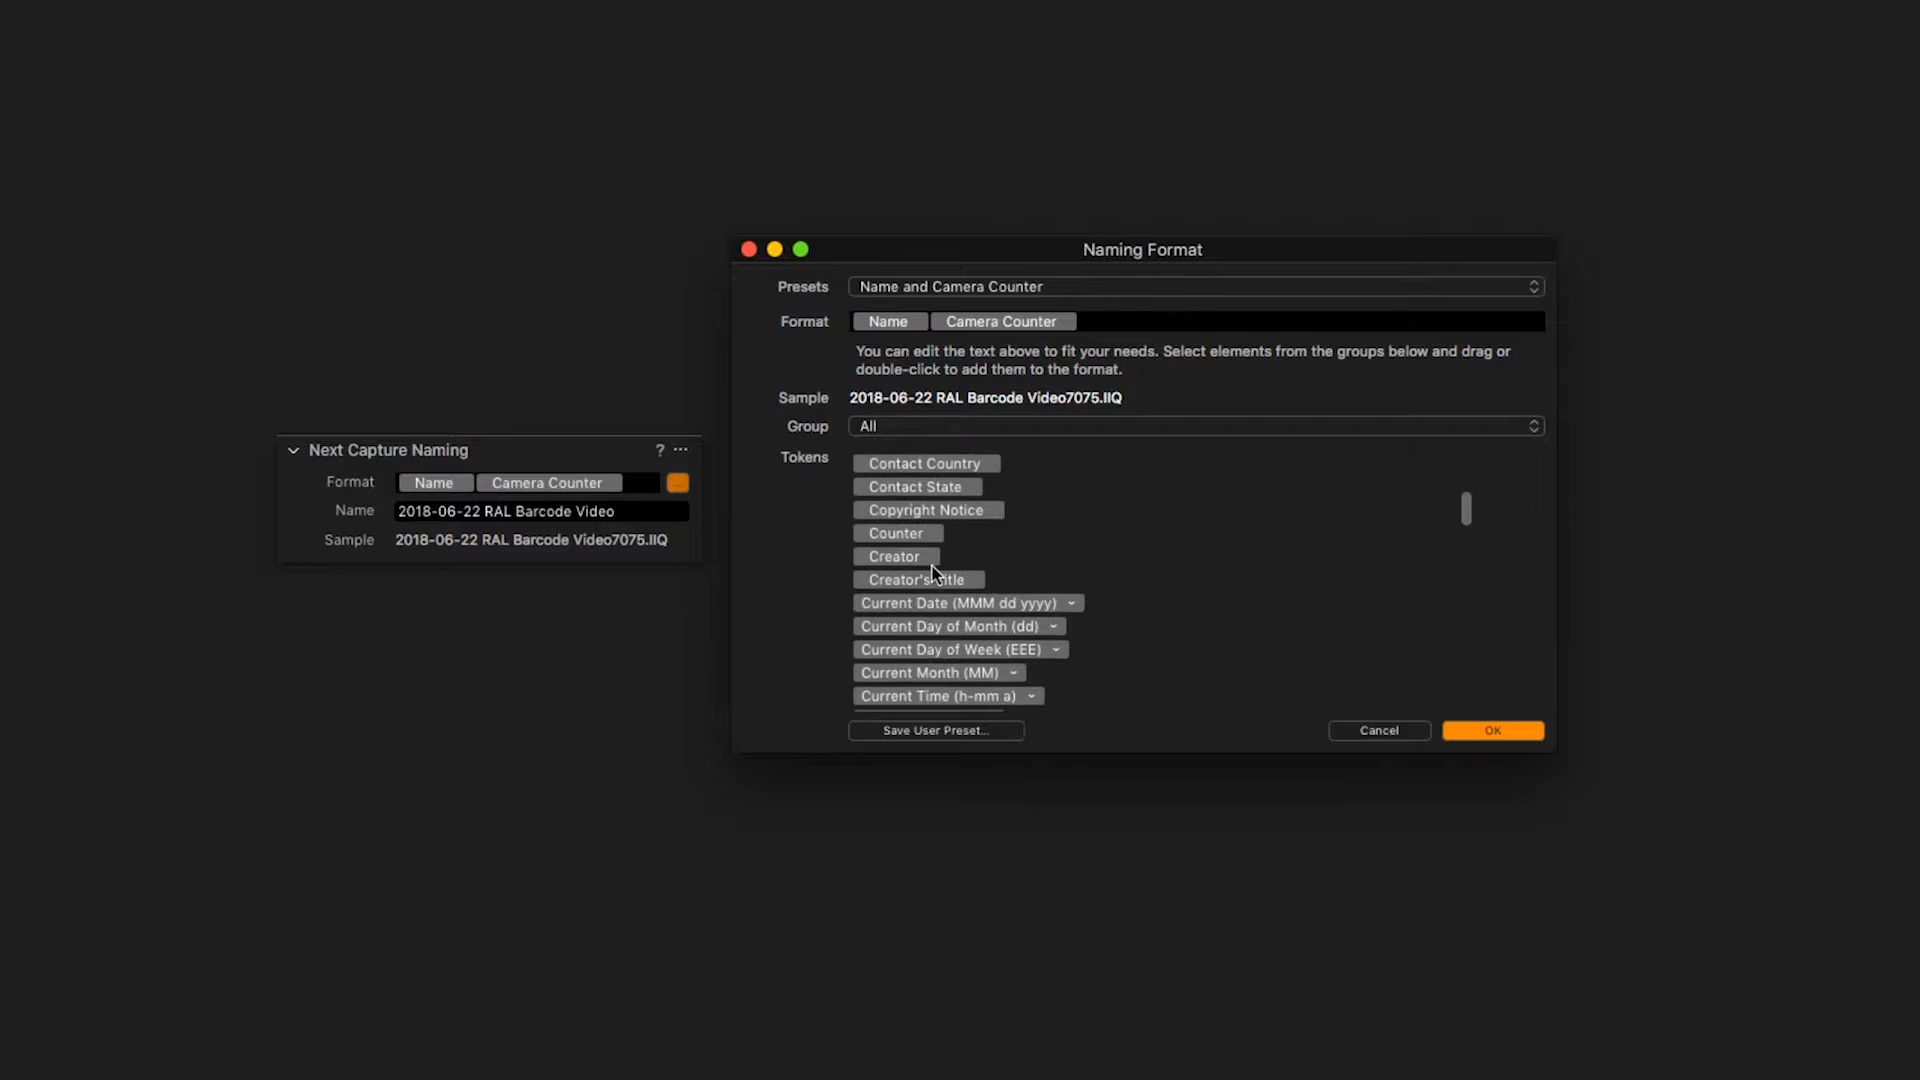 Naming Format
Presets Name and Camera Counter
Format Name Camera Counter
You can edit the text above to fit your needs. Select elements from the groups below and drag or
double-click to add them to the format.
Sample 2018-06-22 RAL Barcode Video7075.IIQ
Group All
Tokens
Contact Country
Contact State
Copyright Notice
Counter
Creator
Creator's
Current Date (MMM dd yyyy)
Current Day of Month (dd)
Current Day of Week (EEE)
Current Month (MM)
Current Time (h-mm a)
Save User Preset... Cancel OK
Next Capture Naming ? ...
Format Name Camera Counter ...
Name 2018-06-22 RAL Barcode Video
Sample 2018-06-22 RAL Barcode Video7075.IIQ